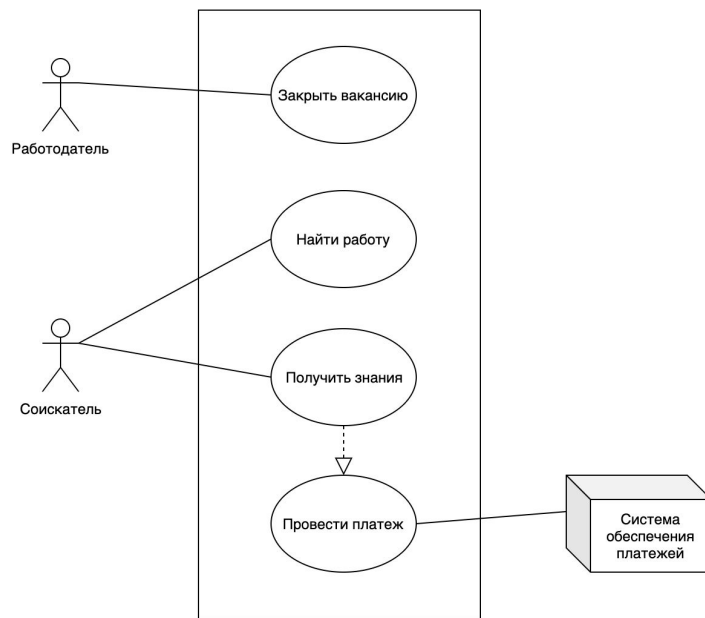 Закрыть вакансию
Работодатель
Найти работу
Получить знания
Соискатель
Провести платеж
Система
обеспечения
платежей